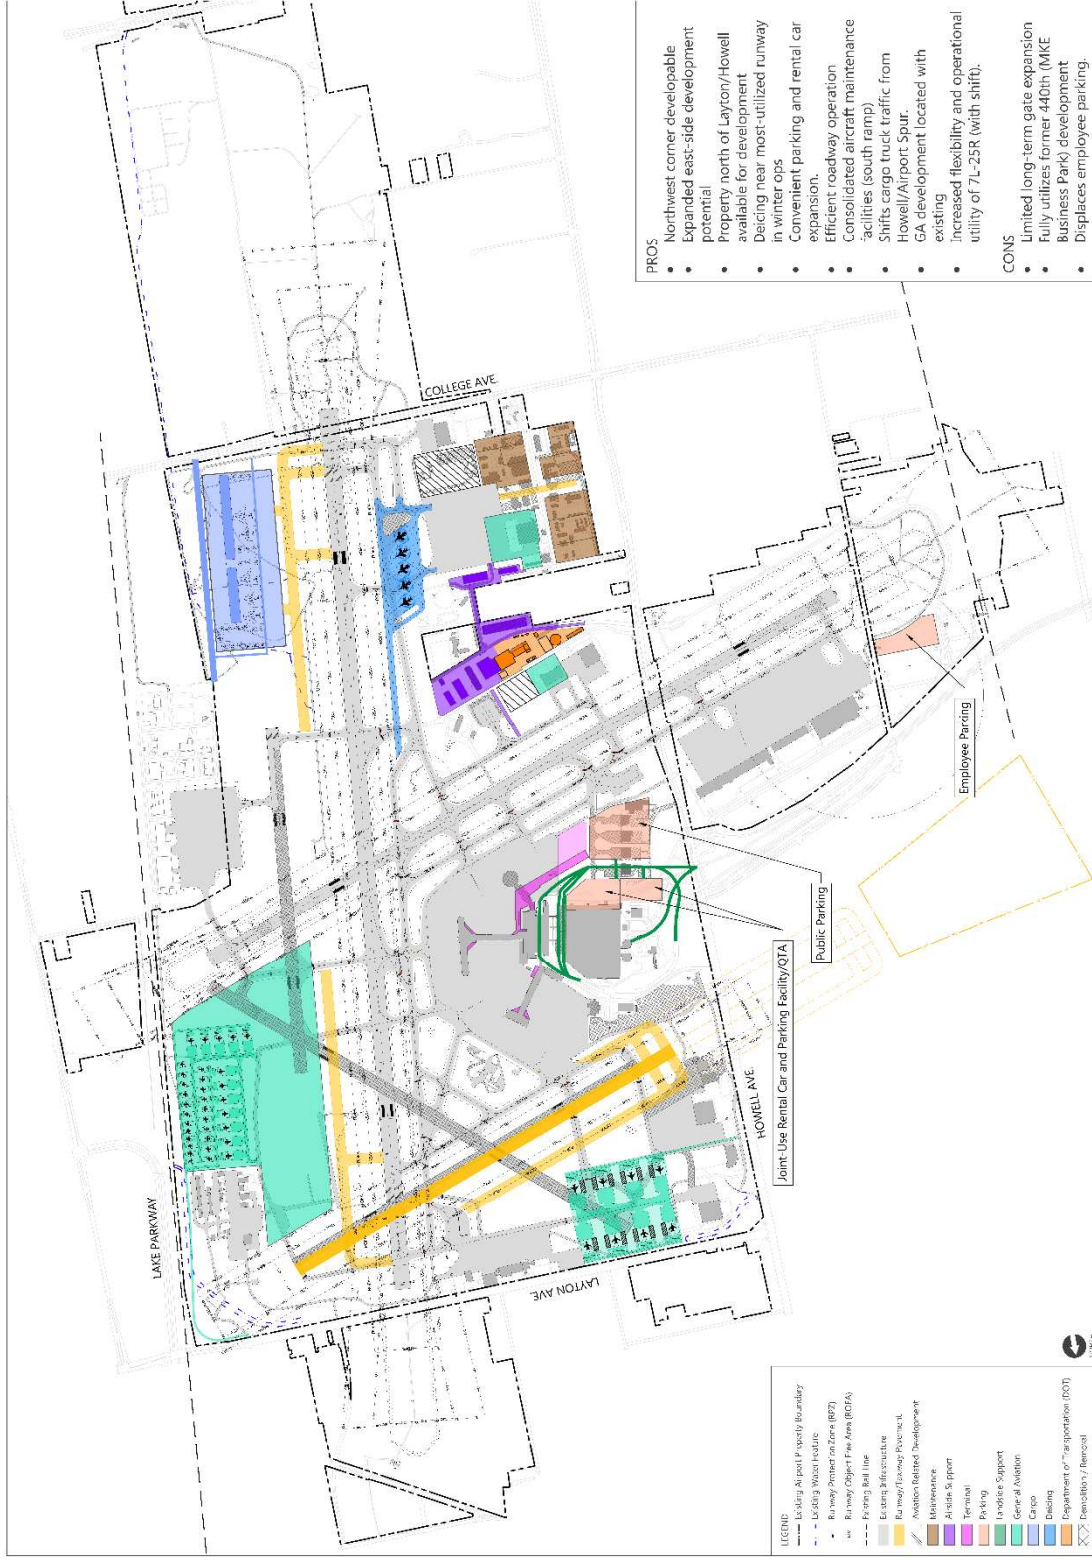 PROS
• Northwest corner developable
• Expanded east-side development
potential
• Property north of Layton/Howell
available for development
• Deicing near most-utilized runway
in winter ops
• Convenient parking and rental car
expansion.
• Efficient roadway operation
• Consolidated aircraft maintenance
facilities (south ramp)
• Shifts cargo truck traffic from
Howell/Airport Spur.
• GA development located with
existing
• Increased flexibility and operational
utility of 7L-25R (with shift).
CONS
• Limited long-term gate expansion
• Fully utilizes former 440th (MKE
Business Park) development
• Displaces employee parking.
COLLEGE AVE.
LAKE PARKWAY
LAYTON AVE.
HOWELL AVE.
Employee Parking
Public Parking
Joint-Use Rental Car and Parking Facility/QTA
LEGEND
Existing Airport Property Boundary
Existing Water Feature
Runway Protection Zone (RPZ)
Runway Object Free Area (ROFA)
Existing Rail Line
Existing Infrastructure
Runway/Taxiway Pavement
Aviation Related Development
Maintenance
Airside Support
Terminal
Parking
Landside Support
General Aviation
Cargo
Deicing
Department of Transportation (DOT)
Demolition / Removal